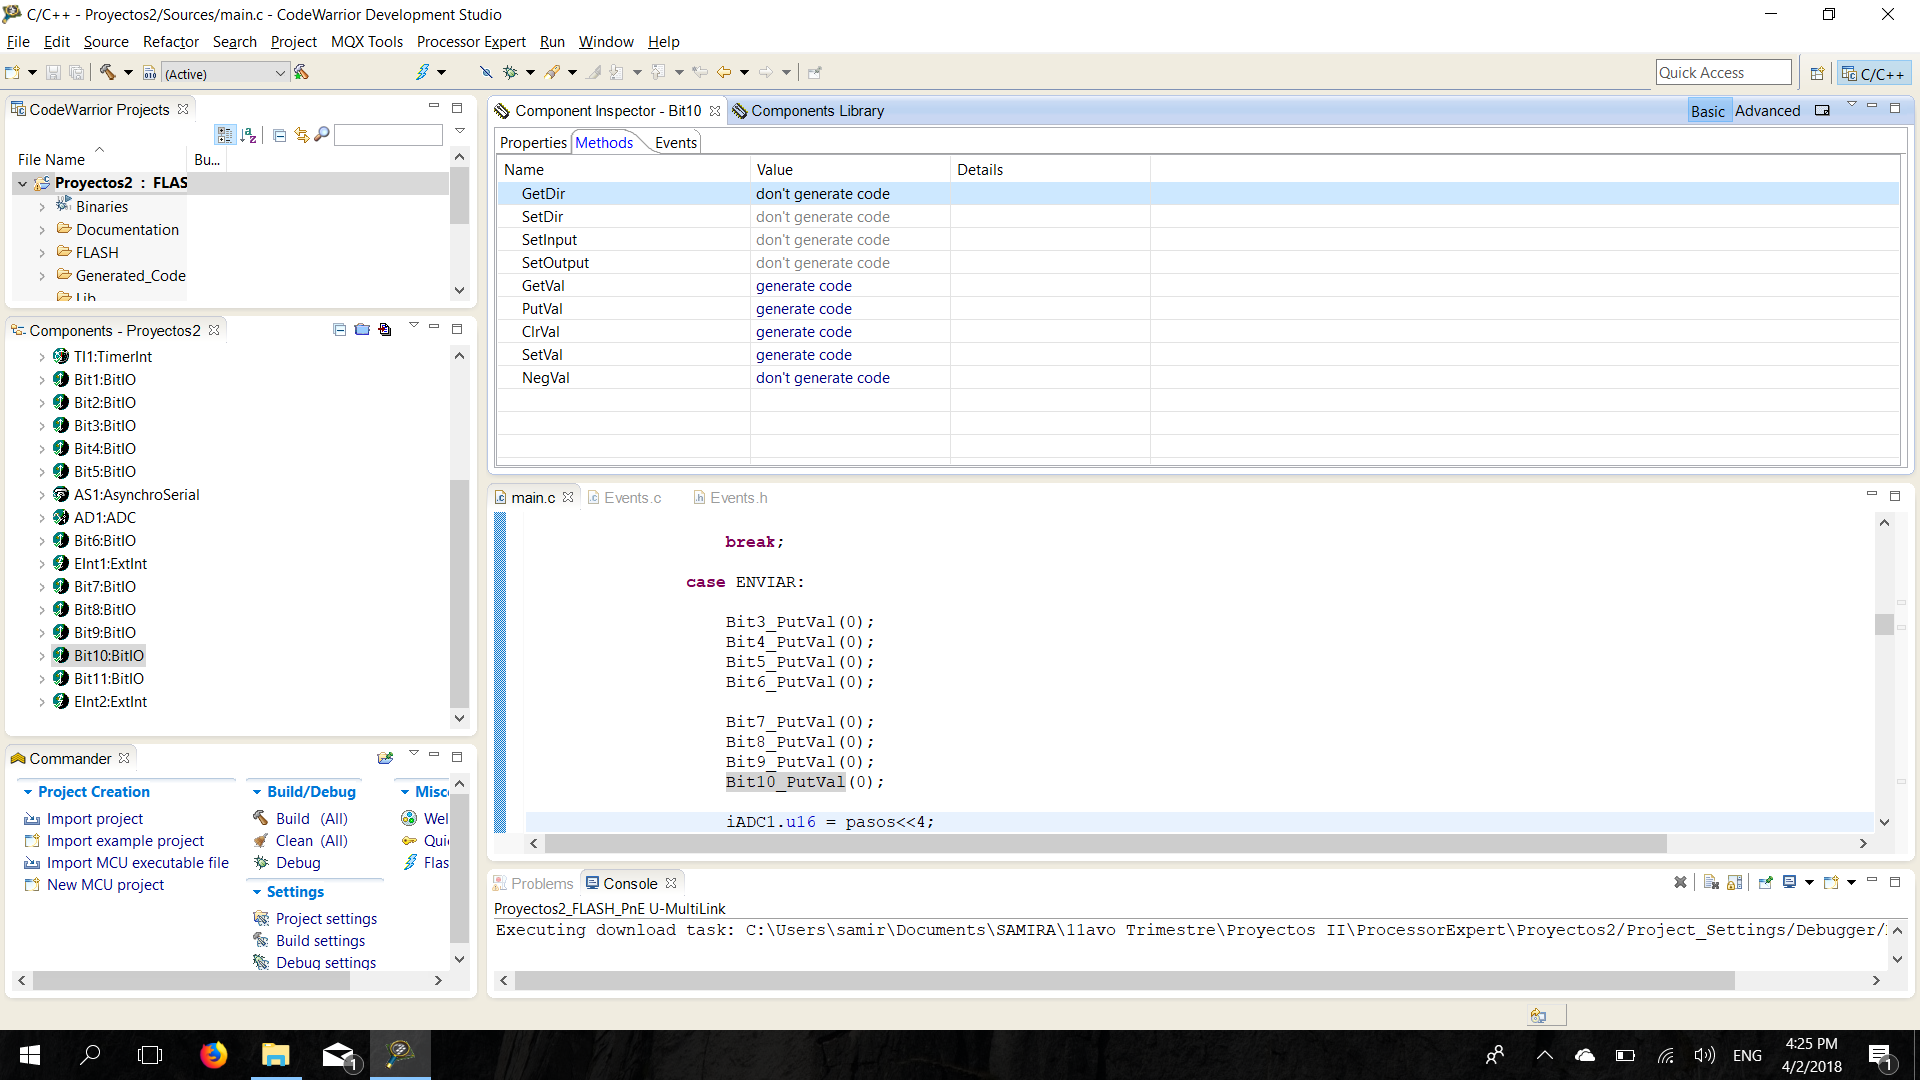 C/C++ - Proyectos2/Sources/main.c - CodeWarrior Development Studio
File Edit Source Refactor Search Project MQX Tools Processor Expert Run Window Help
(Active)
Quick Access
C/C++
CodeWarrior Projects
File Name
Bu...
Proyectos2 : FLAS
Binaries
Documentation
FLASH
Generated_Code
Lib
Components - Proyectos2
TI1:TimerInt
Bit1:BitIO
Bit2:BitIO
Bit3:BitIO
Bit4:BitIO
Bit5:BitIO
AS1:AsynchroSerial
AD1:ADC
Bit6:BitIO
EInt1:ExtInt
Bit7:BitIO
Bit8:BitIO
Bit9:BitIO
Bit10:BitIO
Bit11:BitIO
EInt2:ExtInt
Commander
Project Creation
Import project
Import example project
Import MCU executable file
New MCU project
Build/Debug
Build (All)
Clean (All)
Debug
Settings
Project settings
Build settings
Debug settings
Misc
Wel
Quic
Flas
Component Inspector - Bit10
Components Library
Basic Advanced
Properties Methods Events
Name Value Details
GetDir don't generate code
SetDir don't generate code
SetInput don't generate code
SetOutput don't generate code
GetVal generate code
PutVal generate code
ClrVal generate code
SetVal generate code
NegVal don't generate code
main.c Events.c Events.h
break;
case ENVIAR:
Bit3_PutVal(0);
Bit4_PutVal(0);
Bit5_PutVal(0);
Bit6_PutVal(0);
Bit7_PutVal(0);
Bit8_PutVal(0);
Bit9_PutVal(0);
Bit10_PutVal(0);
iADC1.u16 = pasos<<4;
Problems Console
Proyectos2_FLASH_PnE U-MultiLink
Executing download task: C:\Users\samir\Documents\SAMIRA\11avo Trimestre\Proyectos II\ProcessorExpert\Proyectos2/Project_Settings/Debugger/
1
ENG
4:25 PM
4/2/2018
1